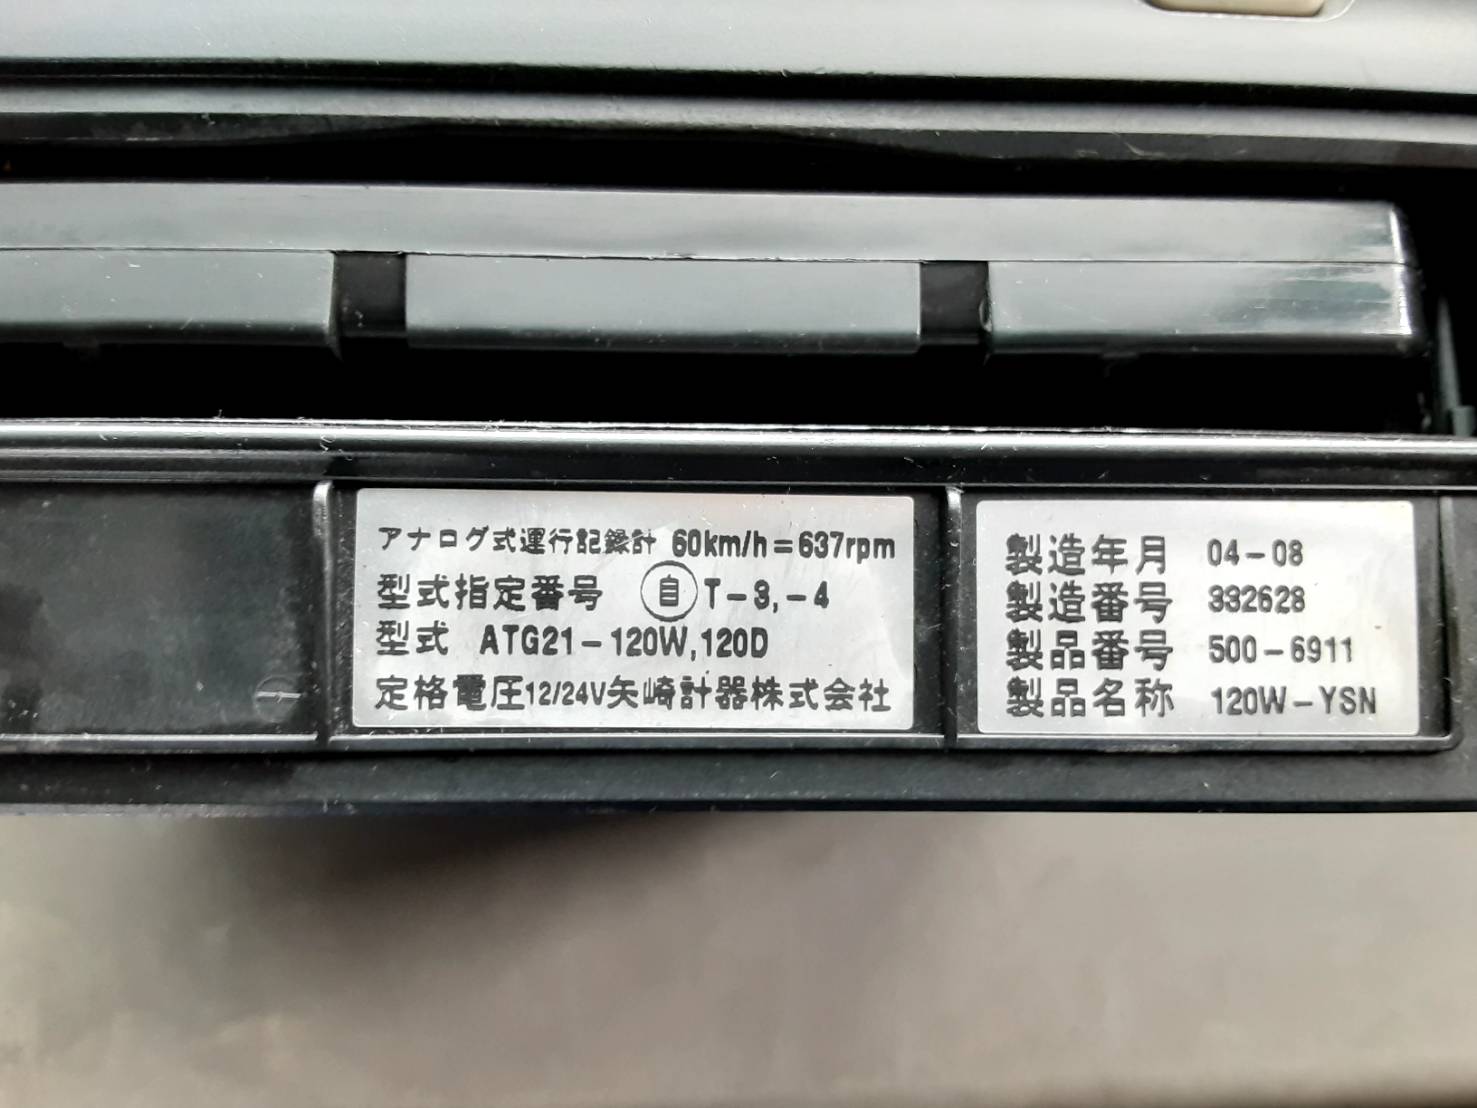 アナログ式運行記録計 60km/h=637rpm
型式指定番号 自 T-3,-4
型式 ATG21-120W,120D
定格電圧12/24V矢崎計器株式会社
製造年月 04-08
製造番号 332628
製品番号 500-6911
製品名称 120W-YSN